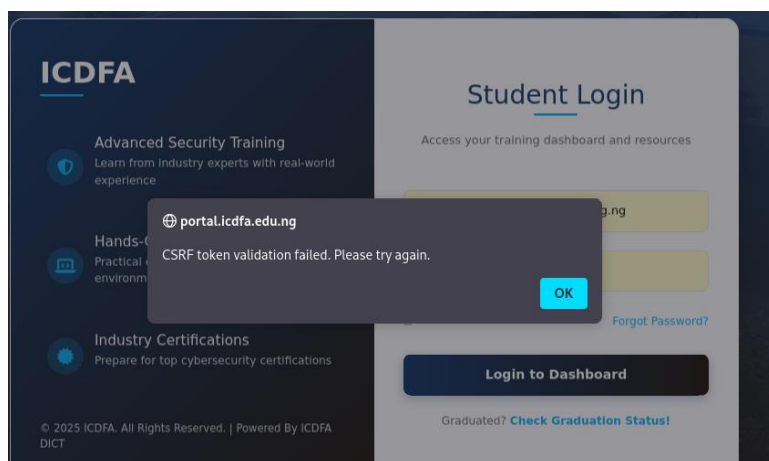 ICDFA
Advanced Security Training
Learn from industry experts with real-world
experience
Hands-
Practical
environm
Industry Certifications
Prepare for top cybersecurity certifications
© 2025 ICDFA. All Rights Reserved. | Powered By ICDFA
DICT
Student Login
Access your training dashboard and resources
g.ng
portal.icdfa.edu.ng
CSRF token validation failed. Please try again.
OK
Forgot Password?
Login to Dashboard
Graduated? Check Graduation Status!